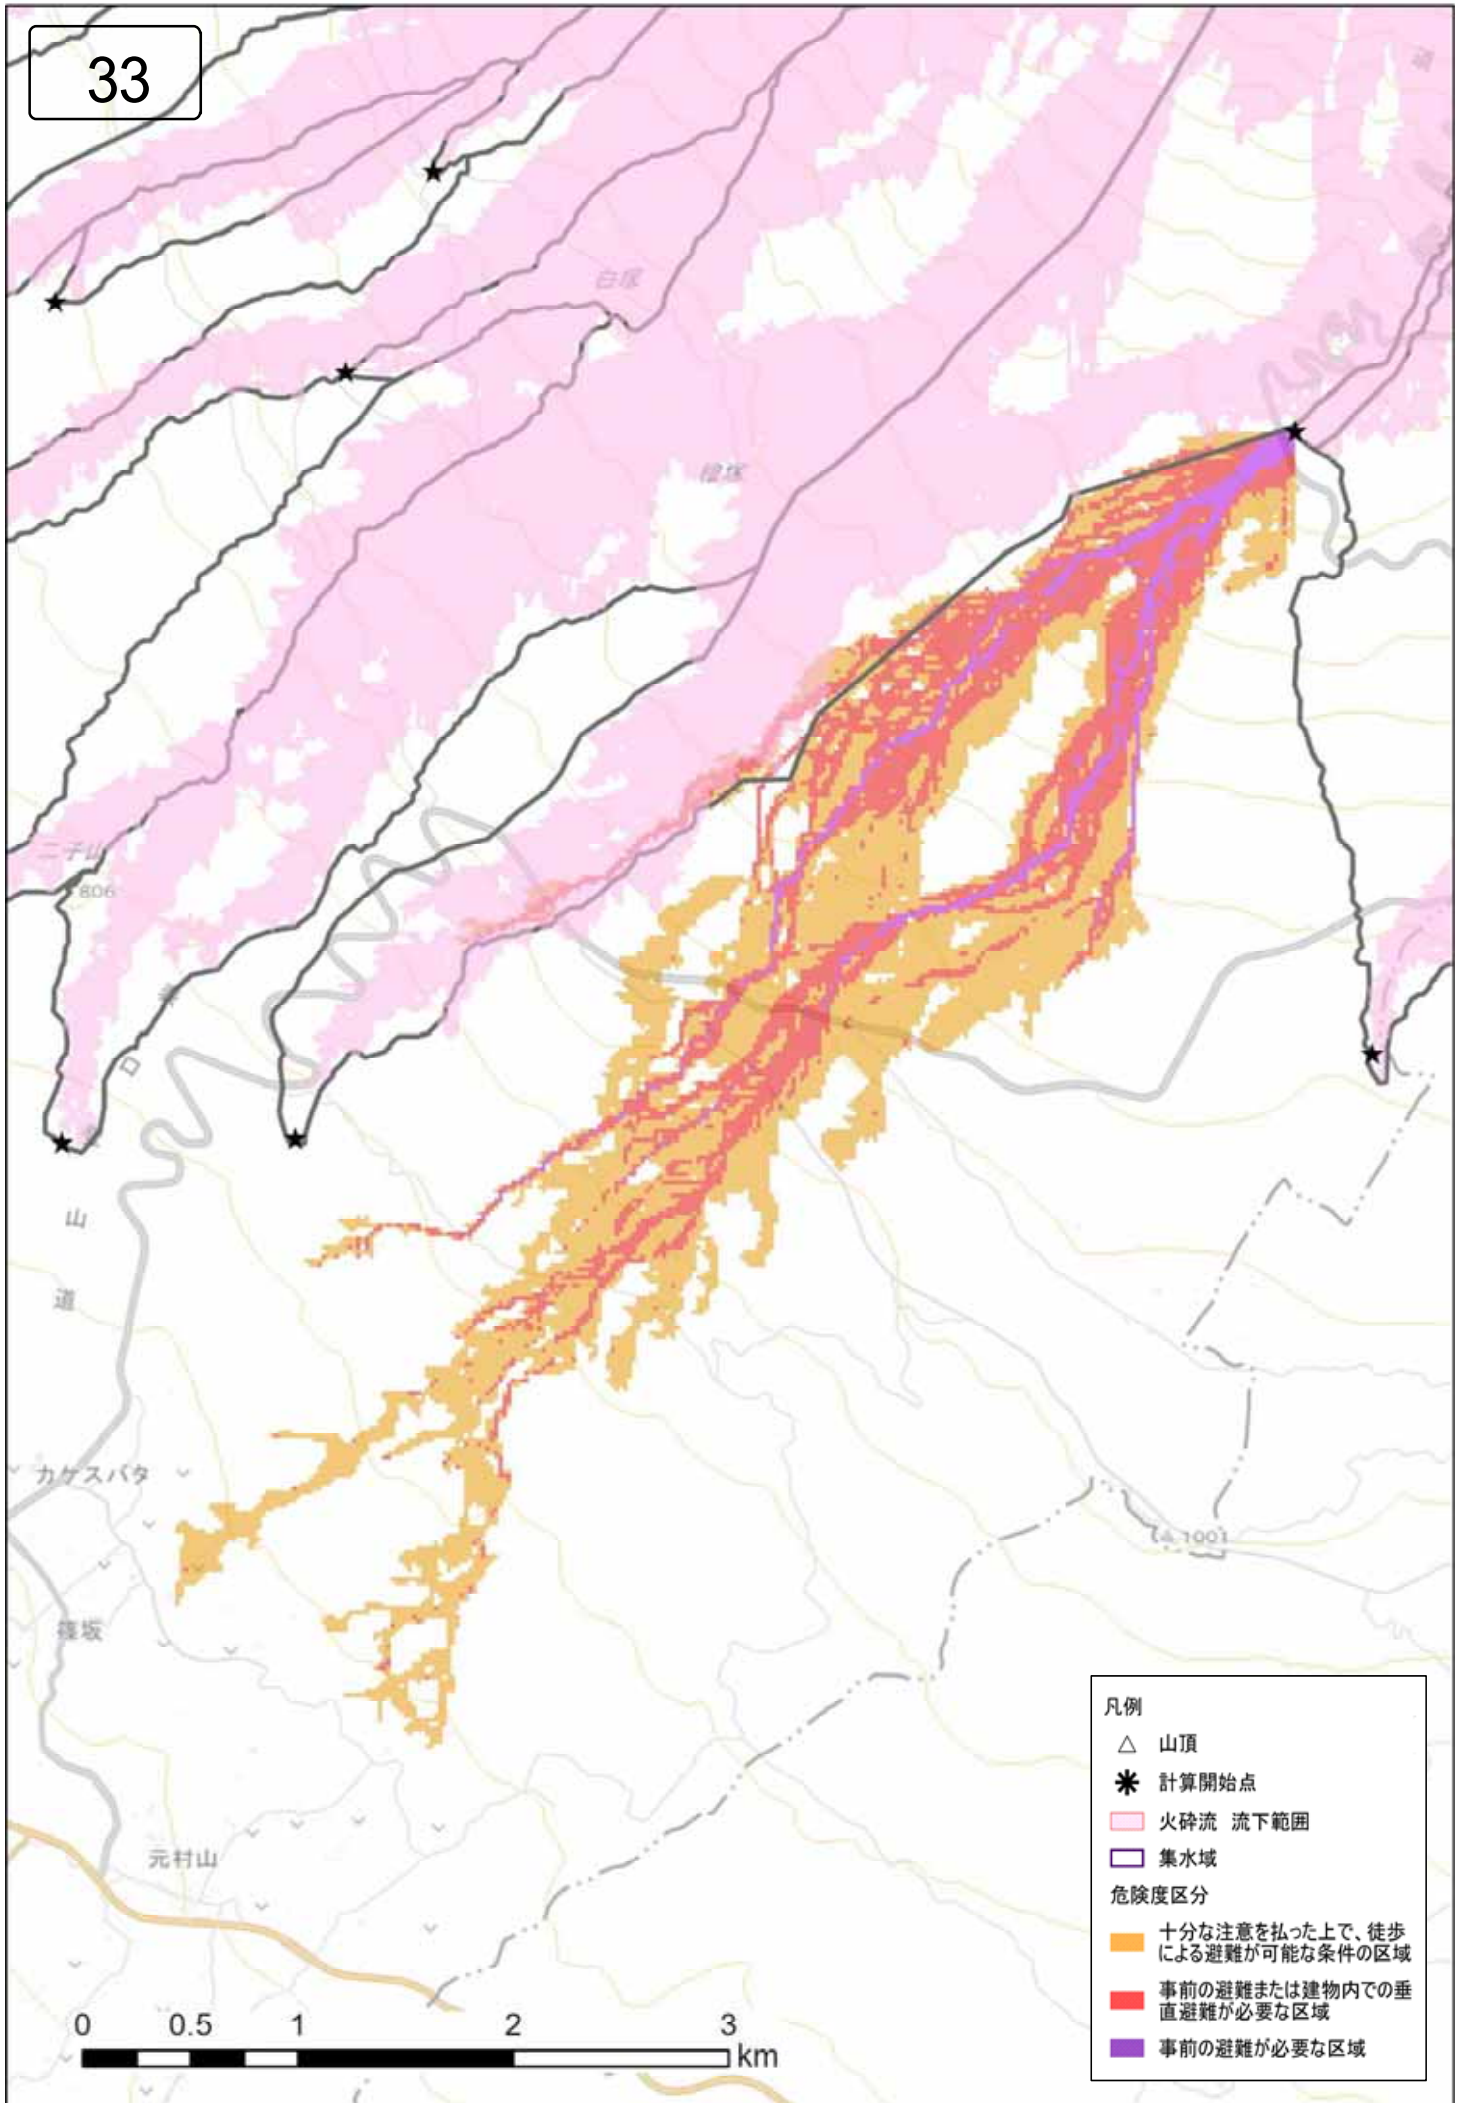 33
白塚
檜塚
二子山
806
口
山
道
カケスバタ
1001
篠坂
元村山
凡例
山頂
計算開始点
火砕流 流下範囲
集水域
危険度区分
十分な注意を払った上で、徒歩
による避難が可能な条件の区域
事前の避難または建物内での垂
直避難が必要な区域
事前の避難が必要な区域
0 0.5 1 2 3
km